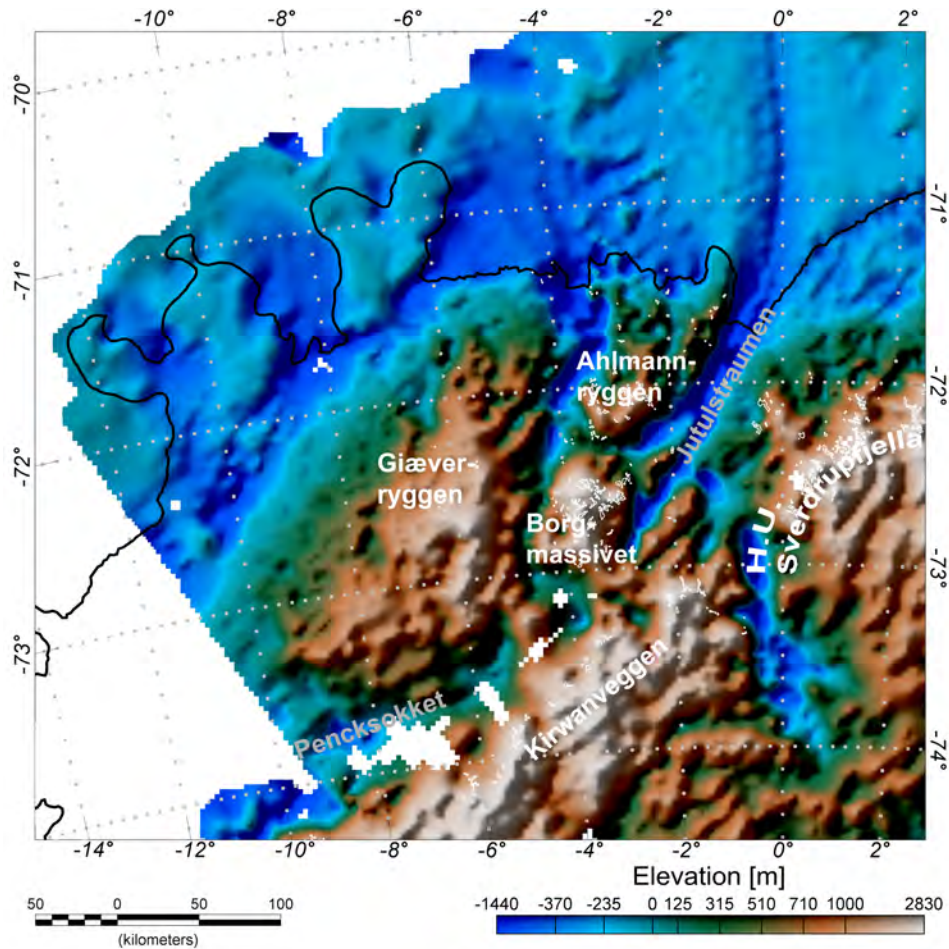 -10° -8° -6° -4° -2° 0° 2°
-70°
-71°
-71°
Ahlmann-
ryggen
Jutulstraumen
-72°
-72°
Giæver-
ryggen
Borg-
massivet
H.U.
Sverdrupfjella
-73°
-73°
Kirwanveggen
Pencksokket
-74°
-14° -12° -10° -8° -6° -4° -2° 0° 2°
Elevation [m]
50 0 50 100
(kilometers)
-1440 -370 -235 0 125 315 510 710 1000 2830